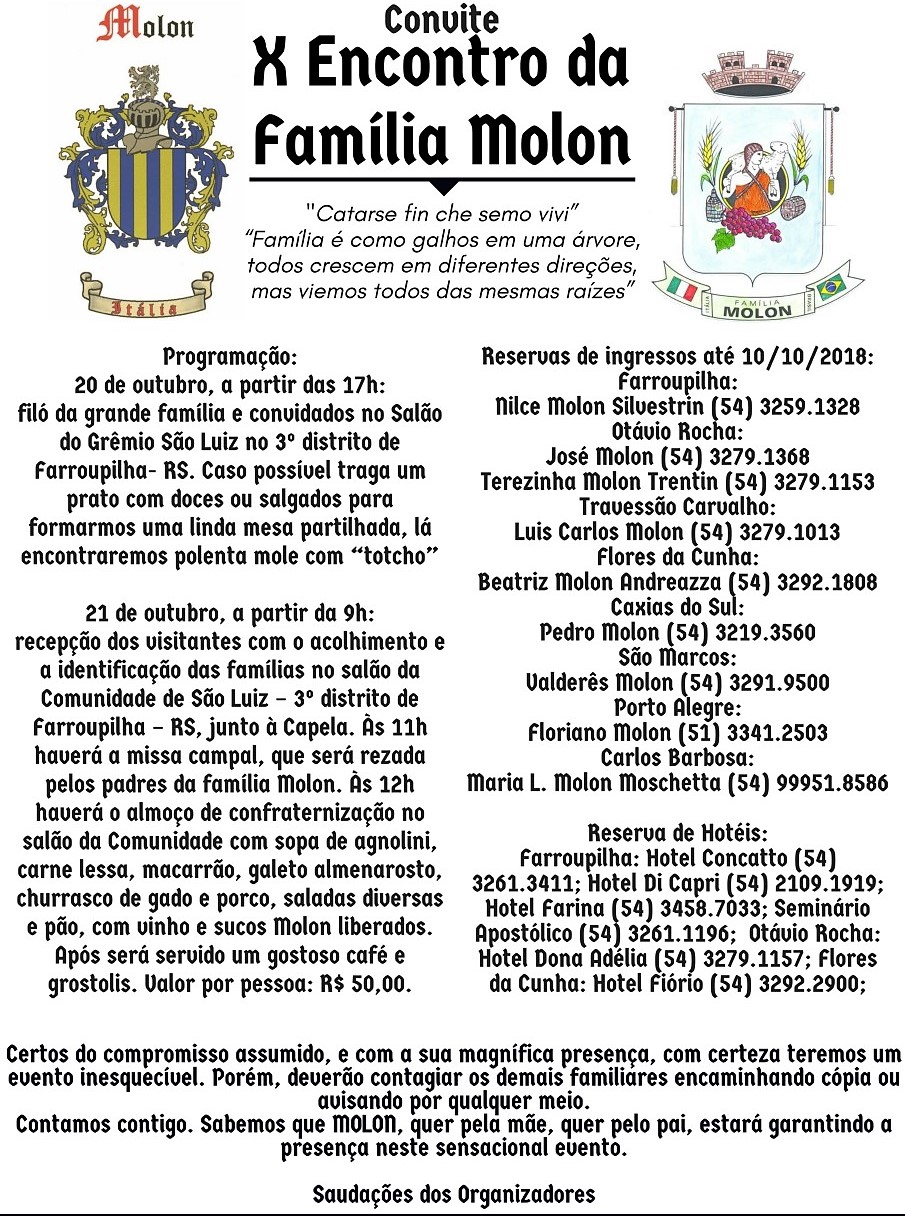 Molon
Itália
Convite
X Encontro da
Família Molon
"Catarse fin che semo vivi”
“Família é como galhos em uma árvore,
todos crescem em diferentes direções,
mas viemos todos das mesmas raízes”
ITÁLIA
FAMÍLIA
MOLON
BRASIL
Programação:
20 de outubro, a partir das 17h:
filó da grande família e convidados no Salão
do Grêmio São Luiz no 3º distrito de
Farroupilha- RS. Caso possível traga um
prato com doces ou salgados para
formarmos uma linda mesa partilhada, lá
encontraremos polenta mole com “totcho”
21 de outubro, a partir da 9h:
recepção dos visitantes com o acolhimento e
a identificação das famílias no salão da
Comunidade de São Luiz – 3º distrito de
Farroupilha – RS, junto à Capela. Às 11h
haverá a missa campal, que será rezada
pelos padres da família Molon. Às 12h
haverá o almoço de confraternização no
salão da Comunidade com sopa de agnolini,
carne lessa, macarrão, galeto almenarosto,
churrasco de gado e porco, saladas diversas
e pão, com vinho e sucos Molon liberados.
Após será servido um gostoso café e
grostolis. Valor por pessoa: R$ 50,00.
Reservas de ingressos até 10/10/2018:
Farroupilha:
Nilce Molon Silvestrin (54) 3259.1328
Otávio Rocha:
José Molon (54) 3279.1368
Terezinha Molon Trentin (54) 3279.1153
Travessão Carvalho:
Luis Carlos Molon (54) 3279.1013
Flores da Cunha:
Beatriz Molon Andreazza (54) 3292.1808
Caxias do Sul:
Pedro Molon (54) 3219.3560
São Marcos:
Valderês Molon (54) 3291.9500
Porto Alegre:
Floriano Molon (51) 3341.2503
Carlos Barbosa:
Maria L. Molon Moschetta (54) 99951.8586
Reserva de Hotéis:
Farroupilha: Hotel Concatto (54)
3261.3411; Hotel Di Capri (54) 2109.1919;
Hotel Farina (54) 3458.7033; Seminário
Apostólico (54) 3261.1196; Otávio Rocha:
Hotel Dona Adélia (54) 3279.1157; Flores
da Cunha: Hotel Fiório (54) 3292.2900;
Certos do compromisso assumido, e com a sua magnífica presença, com certeza teremos um
evento inesquecível. Porém, deverão contagiar os demais familiares encaminhando cópia ou
avisando por qualquer meio.
Contamos contigo. Sabemos que MOLON, quer pela mãe, quer pelo pai, estará garantindo a
presença neste sensacional evento.
Saudações dos Organizadores